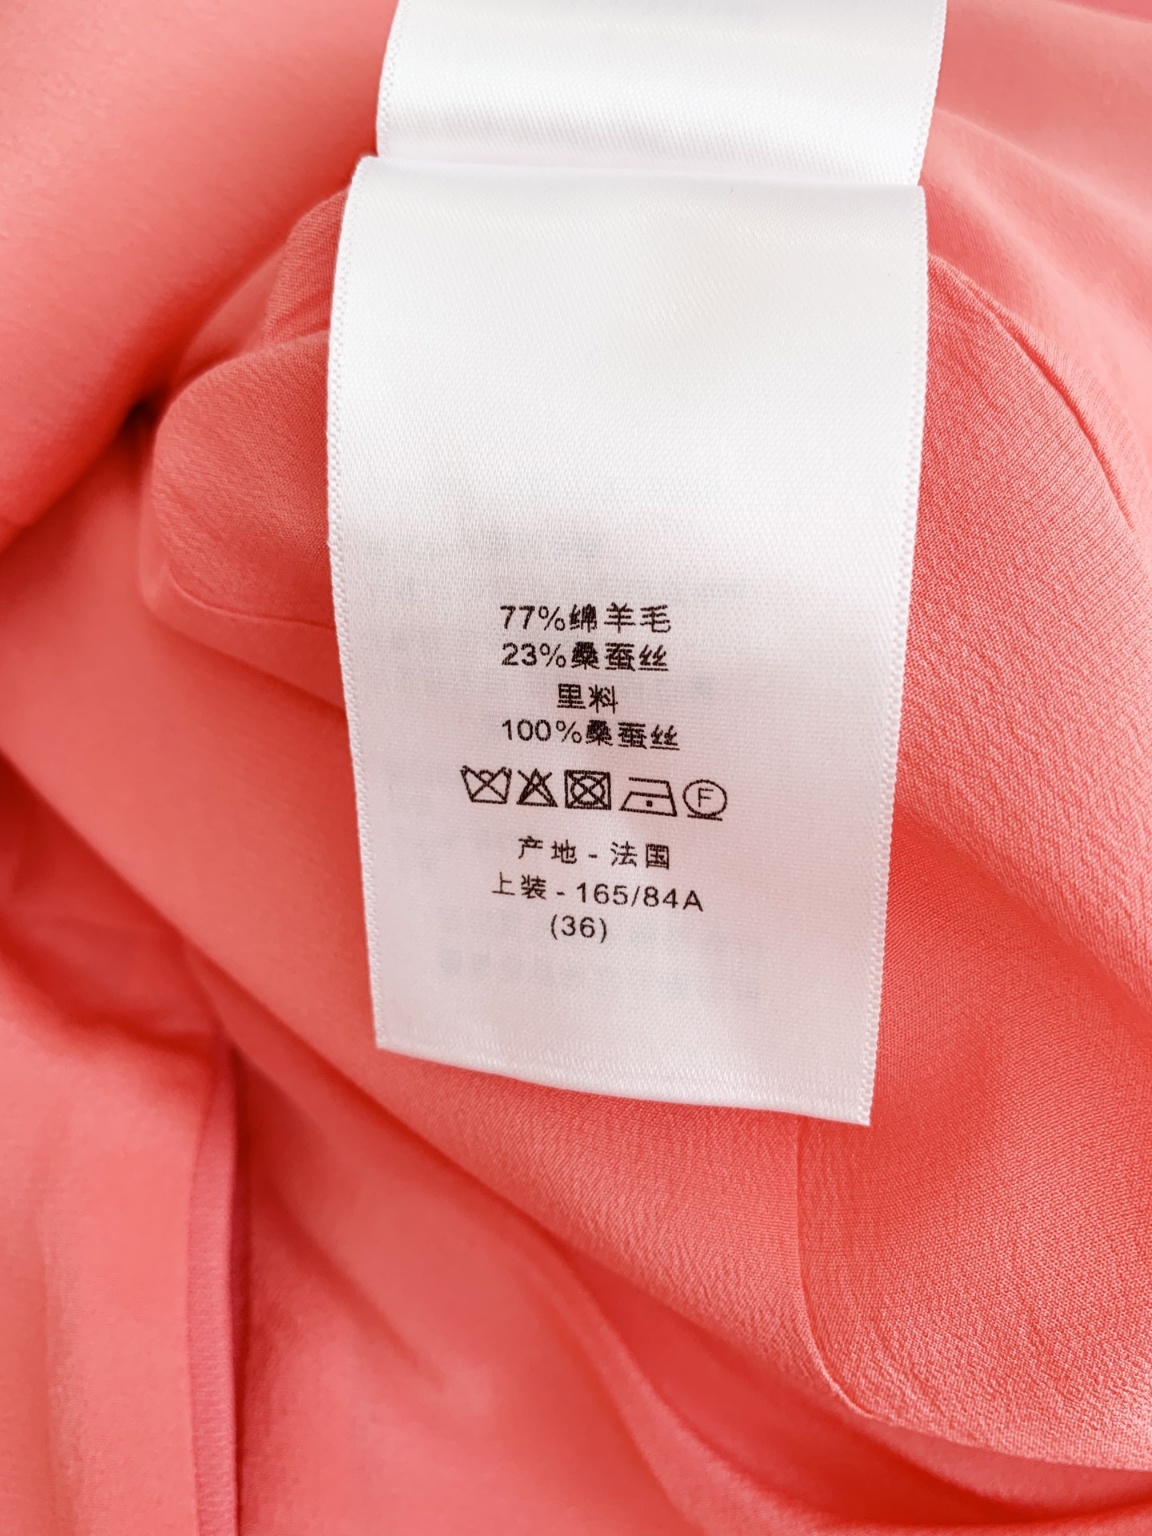 77%绵羊毛
23%桑蚕丝
里料
100%桑蚕丝
F
产地 - 法国
上装 - 165/84A
(36)